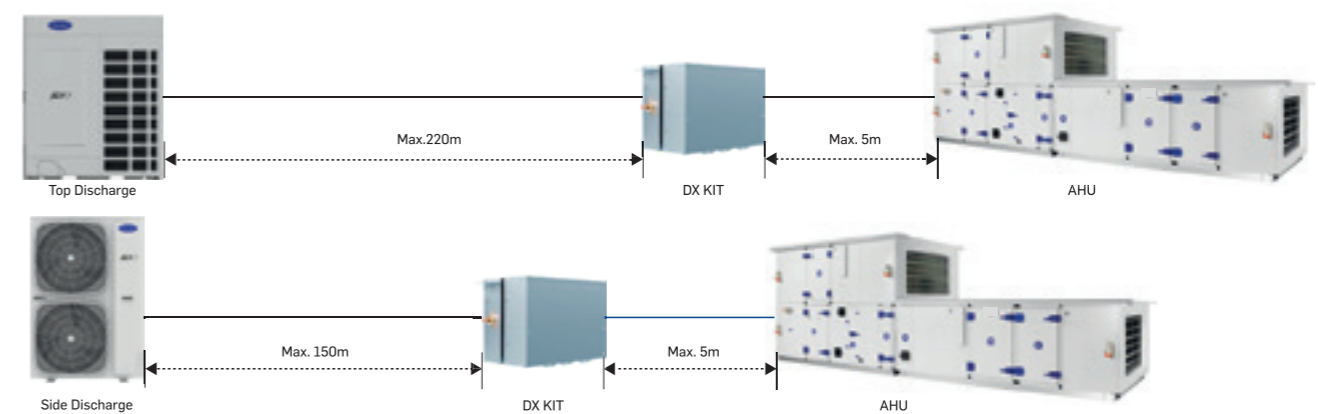 Max.220m
Max. 5m
Top Discharge
DX KIT
AHU
Max. 150m
Max. 5m
Side Discharge
DX KIT
AHU